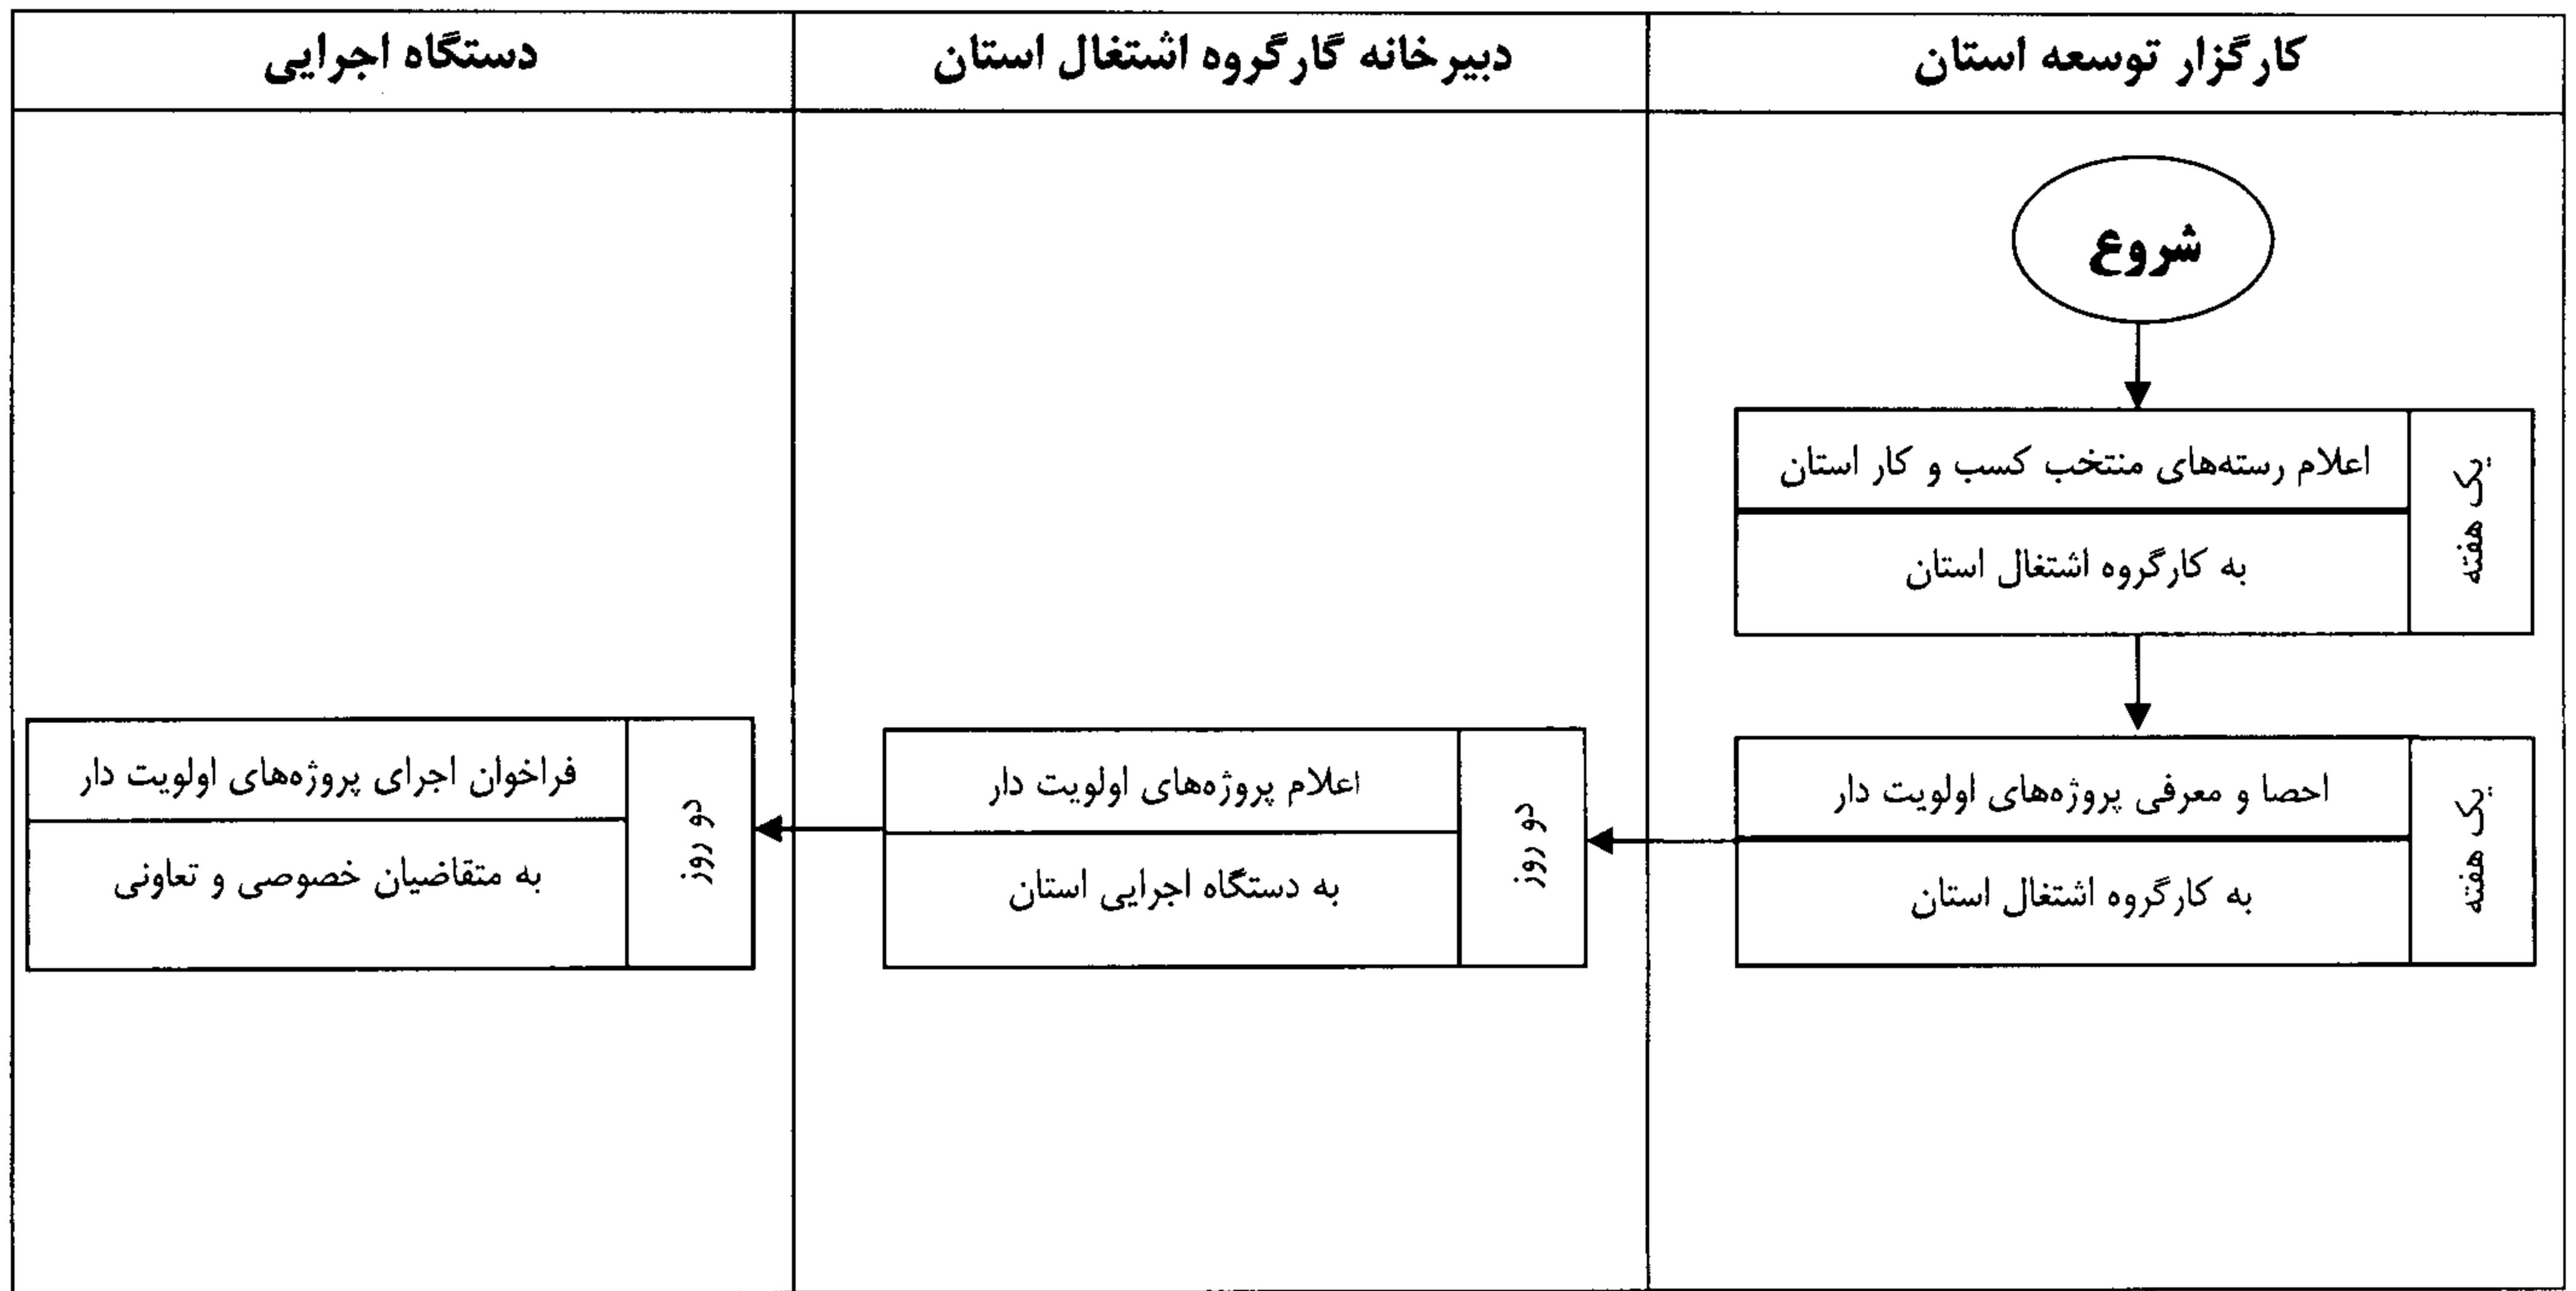 کارگزار توسعه استان
دبیرخانه گارگروه اشتغال استان
دستگاه اجرایی
شروع
یک هفته
اعلام رسته‌های منتخب کسب و کار استان
به کارگروه اشتغال استان
یک هفته
احصا و معرفی پروژه‌های اولویت دار
به کارگروه اشتغال استان
دو روز
اعلام پروژه‌های اولویت دار
به دستگاه اجرایی استان
دو روز
فراخوان اجرای پروژه‌های اولویت دار
به متقاضیان خصوصی و تعاونی